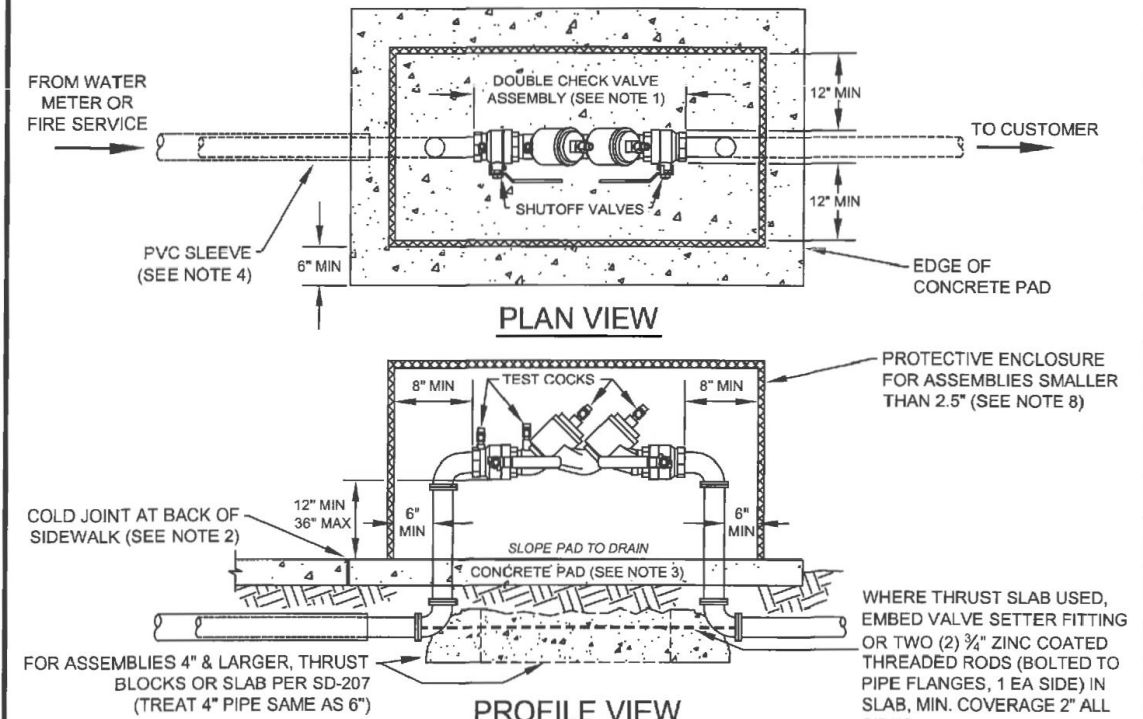 FROM WATER
METER OR
FIRE SERVICE
DOUBLE CHECK VALVE
ASSEMBLY (SEE NOTE 1)
12" MIN
TO CUSTOMER
SHUTOFF VALVES
12" MIN
PVC SLEEVE
(SEE NOTE 4)
6" MIN
EDGE OF
CONCRETE PAD
PLAN VIEW
8" MIN
TEST COCKS
8" MIN
PROTECTIVE ENCLOSURE
FOR ASSEMBLIES SMALLER
THAN 2.5" (SEE NOTE 8)
12" MIN
36" MAX
6"
MIN
6"
MIN
COLD JOINT AT BACK OF
SIDEWALK (SEE NOTE 2)
SLOPE PAD TO DRAIN
CONCRETE PAD (SEE NOTE 3)
FOR ASSEMBLIES 4" & LARGER, THRUST
BLOCKS OR SLAB PER SD-207
(TREAT 4" PIPE SAME AS 6")
WHERE THRUST SLAB USED,
EMBED VALVE SETTER FITTING
OR TWO (2) ¾" ZINC COATED
THREADED RODS (BOLTED TO
PIPE FLANGES, 1 EA SIDE) IN
SLAB, MIN. COVERAGE 2" ALL
PROFILE VIEW